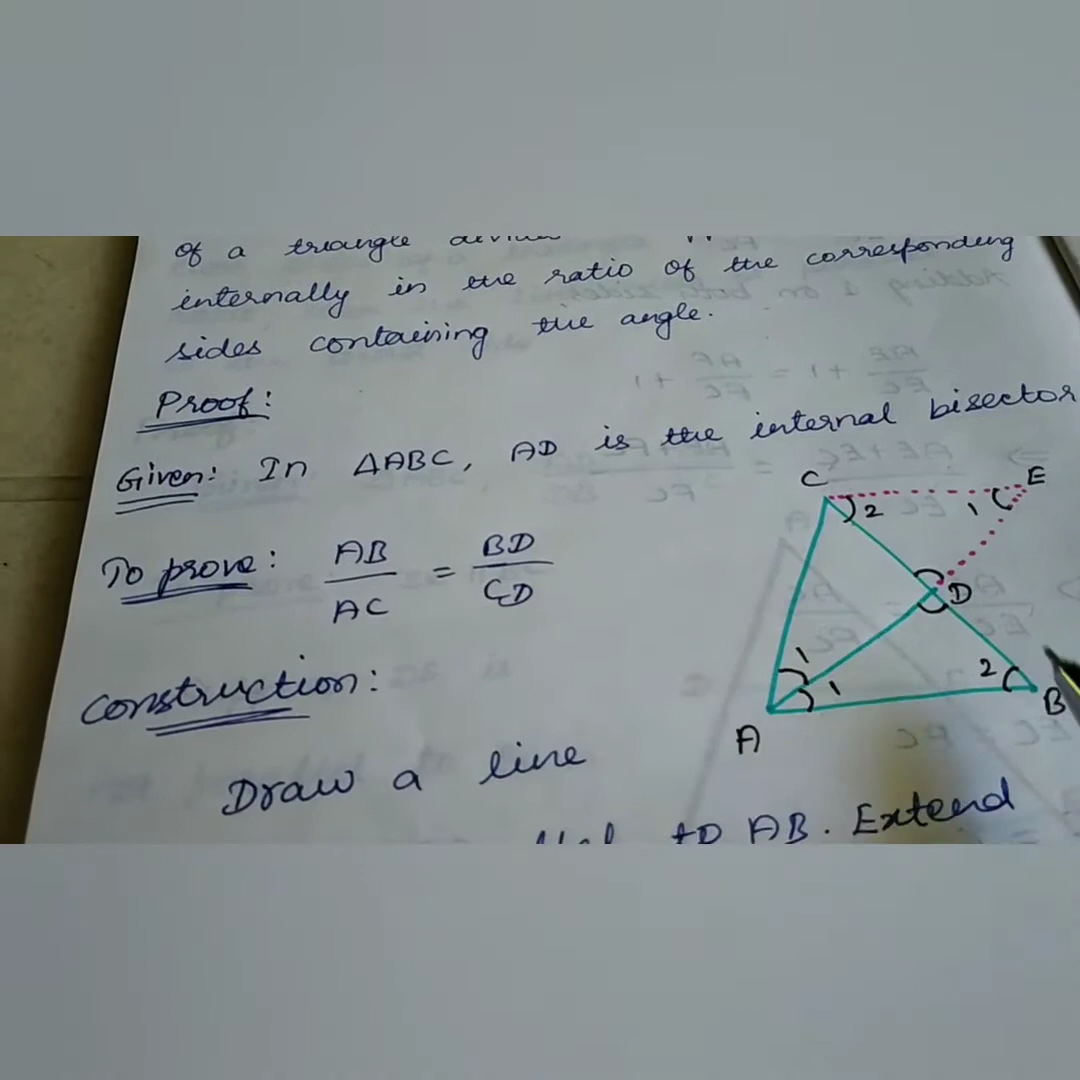 of a triangle
internally in the ratio of the corresponding
sides containing the angle.
Proof:
Given: In ΔABC, AD is the internal bisector
To prove: AB/AC = BD/CD
C
E
2
1
D
1
1
2
A
B
Construction:
Draw a line
to AB. Extend